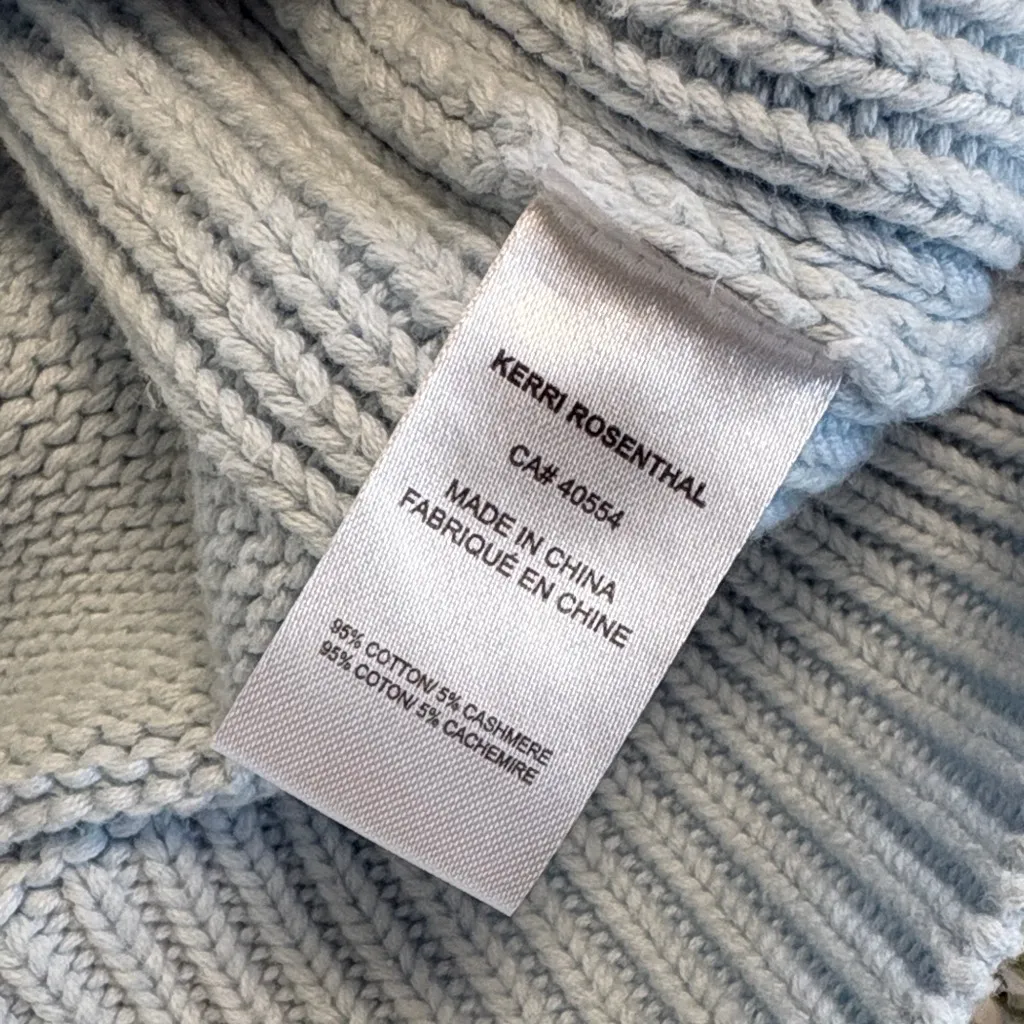 KERRI ROSENTHAL
CA# 40554
MADE IN CHINA
FABRIQUÉ EN CHINE
95% COTTON/ 5% CASHMERE
95% COTON/ 5% CACHEMIRE